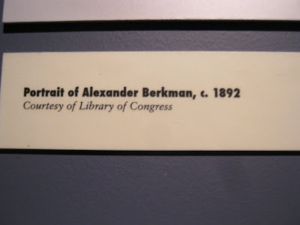 Portrait of Alexander Berkman, c. 1892
Courtesy of Library of Congress